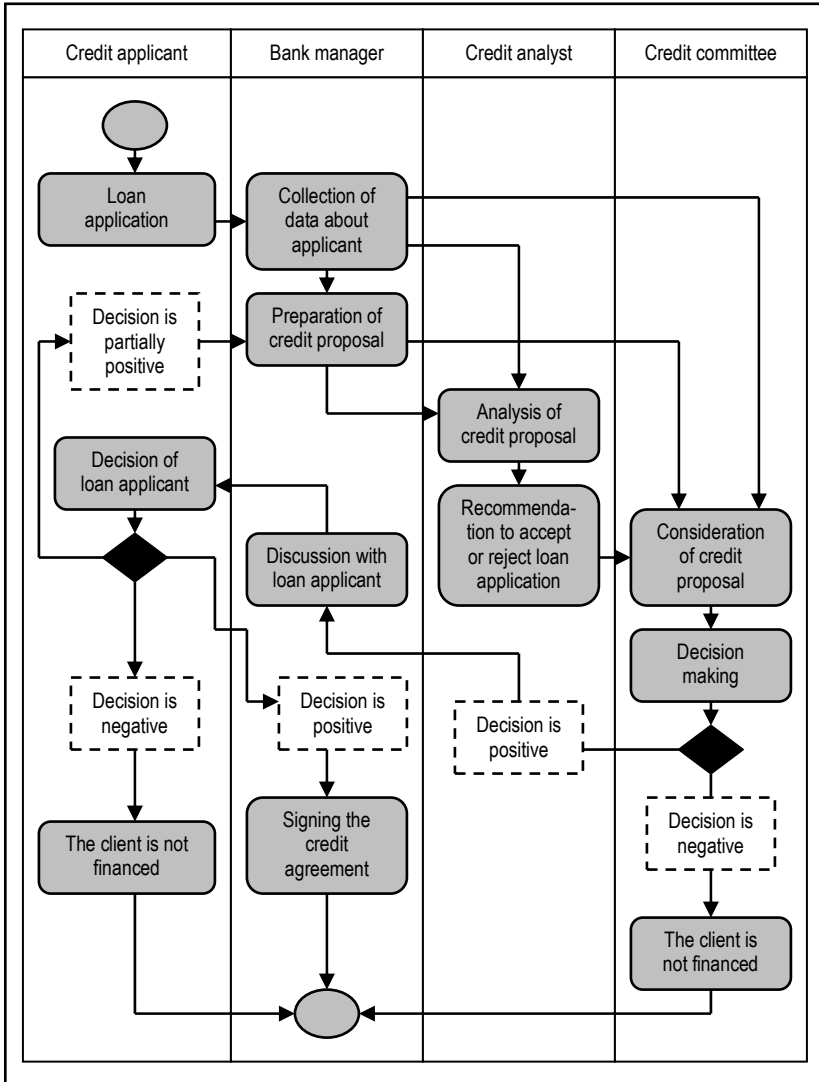 Credit applicant
Bank manager
Credit analyst
Credit committee
Loan
application
Collection of
data about
applicant
Decision is
partially
positive
Preparation of
credit proposal
Analysis of
credit proposal
Decision of
loan applicant
Recommenda-
tion to accept
or reject loan
application
Consideration
of credit
proposal
Discussion with
loan applicant
Decision
making
Decision is
negative
Decision is
positive
Decision is
positive
Decision is
negative
The client is not
financed
Signing the
credit
agreement
The client is
not financed